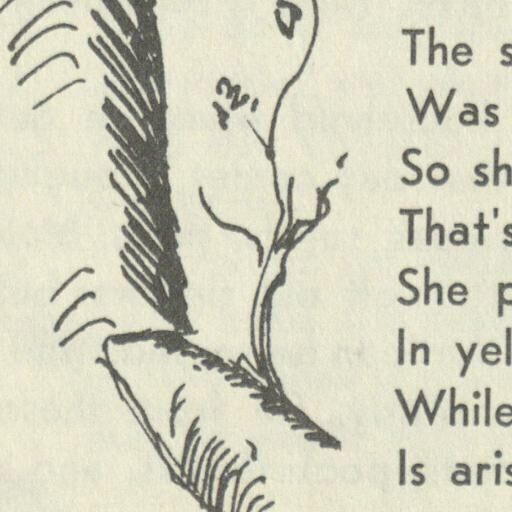 The
Was
So sh
That's
She p
In yel
While
Is aris